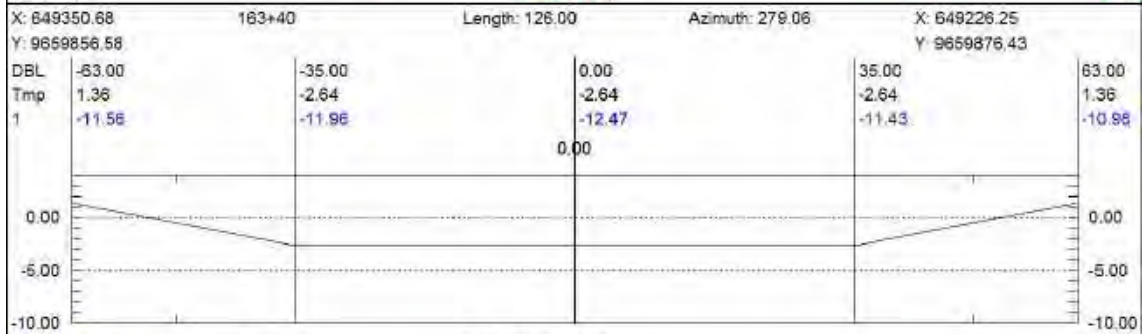 X: 649350.68 163+40 Length: 126.00 Azimuth: 279.06 X: 649226.25
Y: 9659856.58 Y: 9659876.43
DBL -63.00 -35.00 0.00 35.00 63.00
Tmp 1.36 -2.64 -2.64 -2.64 1.36
1 -11.56 -11.96 -12.47 -11.43 -10.98
0.00
0.00 0.00
-5.00 -5.00
-10.00 -10.00